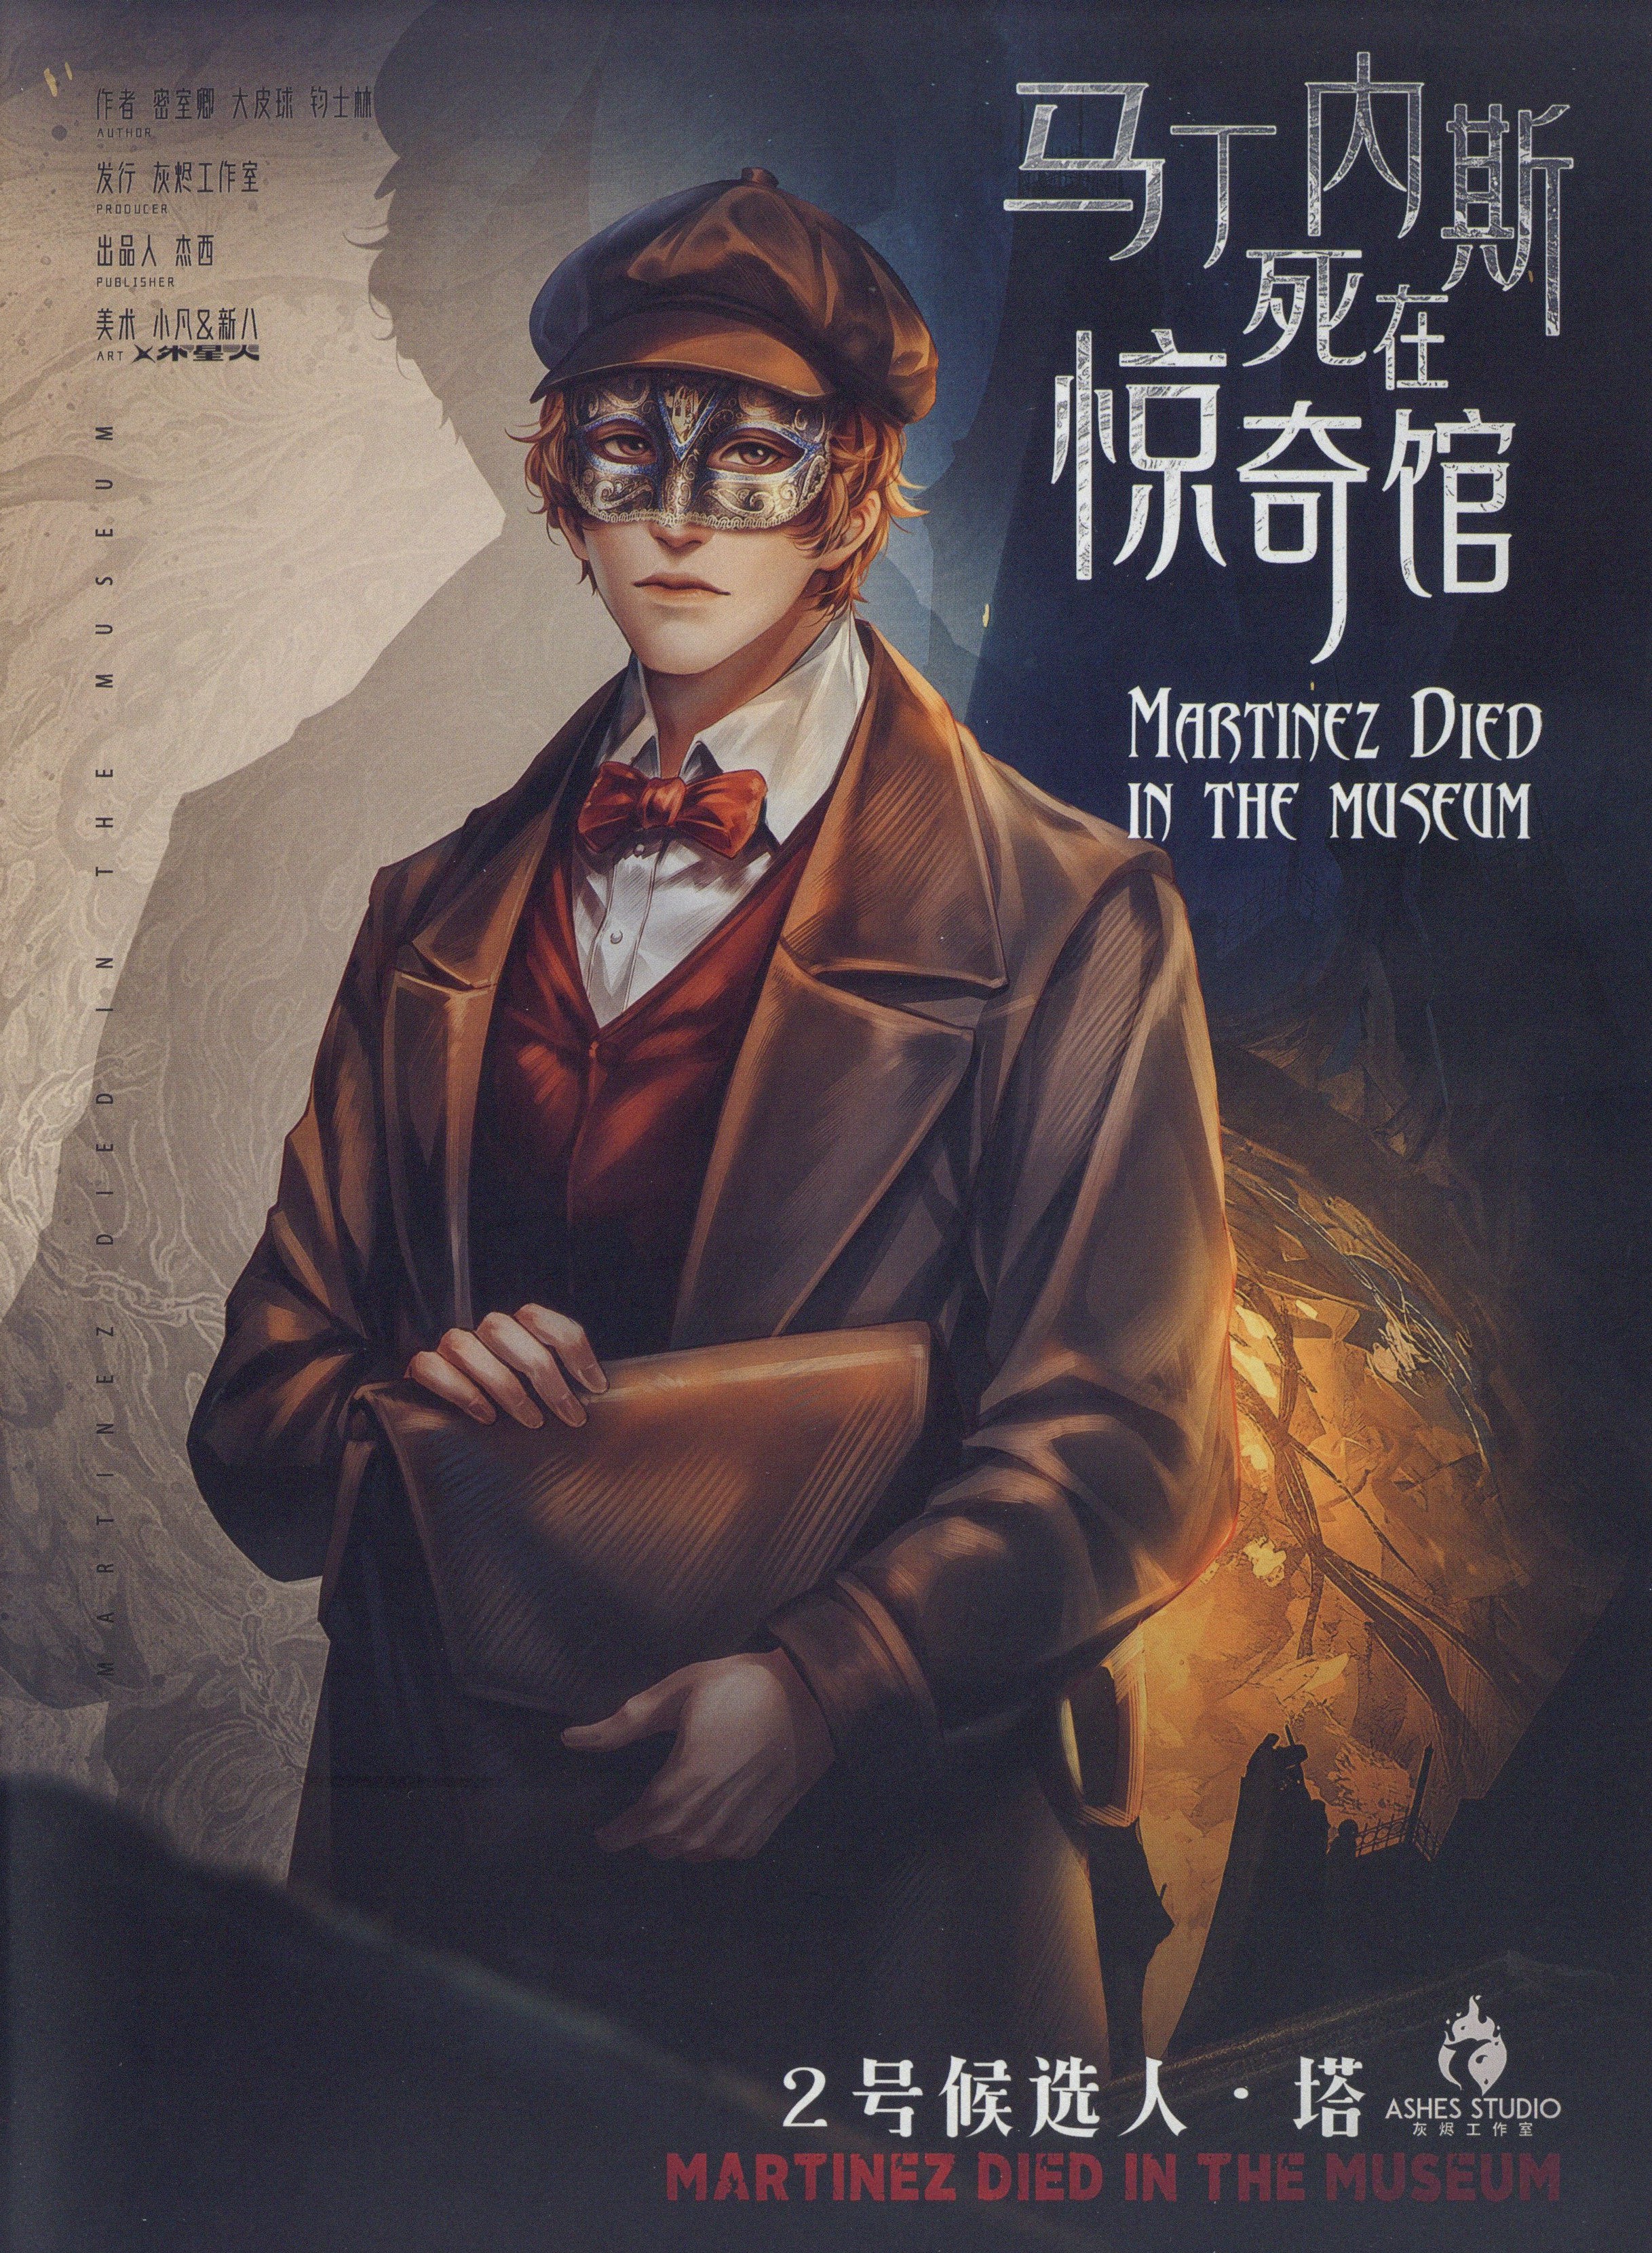 作者 密室卿 大皮球 钧士林
AUTHOR
发行 灰烬工作室
PRODUCER
出品人 杰西
PUBLISHER
美术 小凡&新八
ART
MARTINEZ DIED IN THE MUSEUM
马丁内斯
死在
惊奇馆
MARTINEZ DIED
IN THE MUSEUM
2号候选人·塔
ASHES STUDIO
灰烬工作室
MARTINEZ DIED IN THE MUSEUM